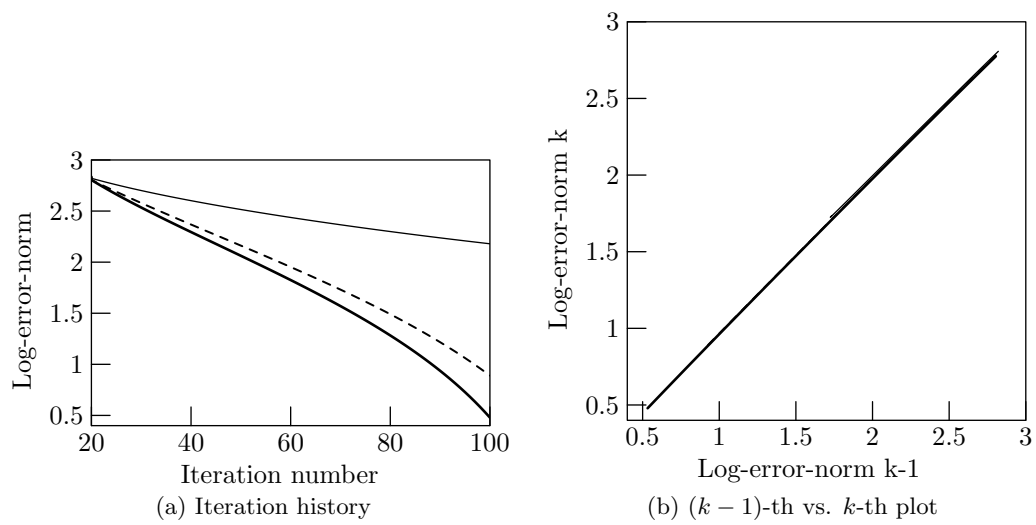 3
2.5
2
1.5
1
0.5
Log-error-norm
20 40 60 80 100
Iteration number
(a) Iteration history
3
2.5
2
1.5
1
0.5
Log-error-norm k
0.5 1 1.5 2 2.5 3
Log-error-norm k-1
(b) (k − 1)-th vs. k-th plot